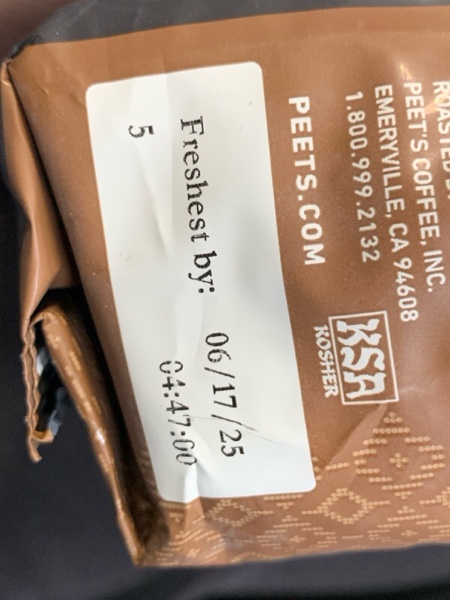 ROASTED
PEET'S COFFEE, INC.
EMERYVILLE, CA 94608
1.800.999.2132
PEETS.COM
KSA
KOSHER
Freshest by: 06/17/25
5 04:47:00